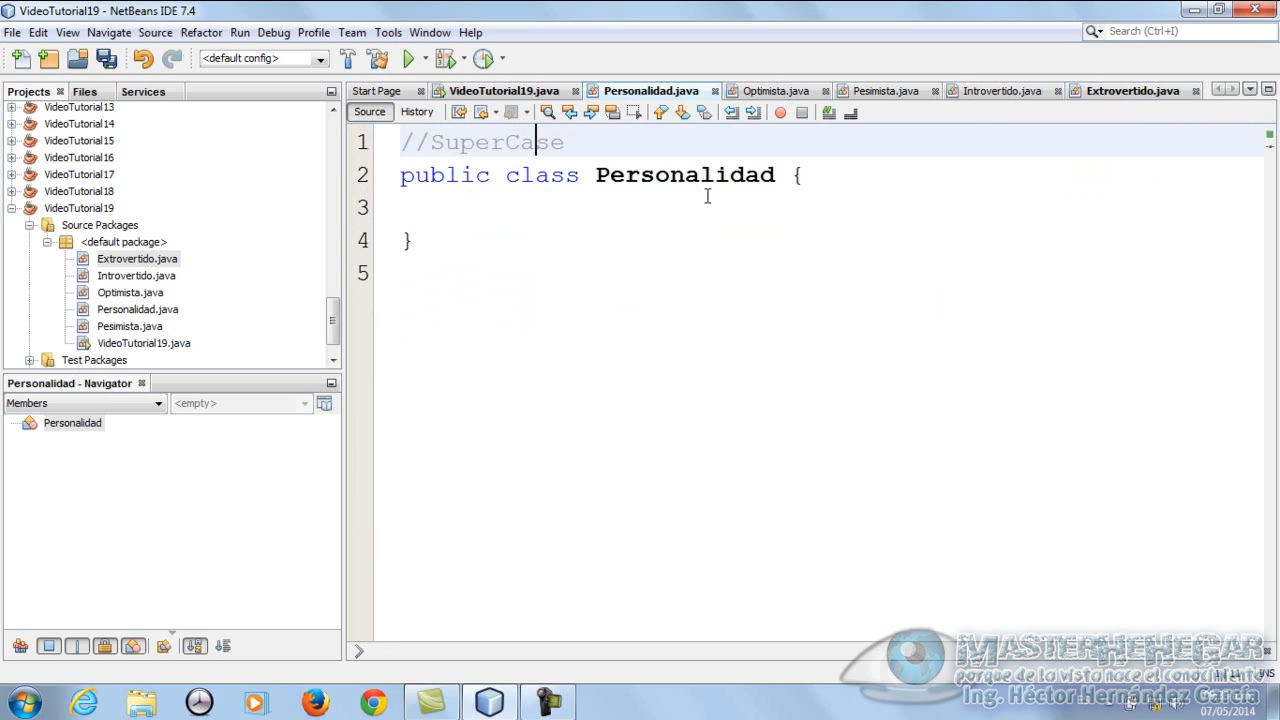 VideoTutorial19 - NetBeans IDE 7.4
File Edit View Navigate Source Refactor Run Debug Profile Team Tools Window Help
Search (Ctrl+I)
<default config>
Projects Files Services
Start Page VideoTutorial19.java Personalidad.java Optimista.java Pesimista.java Introvertido.java Extrovertido.java
Source History
VideoTutorial13
VideoTutorial14
VideoTutorial15
VideoTutorial16
VideoTutorial17
VideoTutorial18
VideoTutorial19
Source Packages
<default package>
Extrovertido.java
Introvertido.java
Optimista.java
Personalidad.java
Pesimista.java
VideoTutorial19.java
Test Packages
1 //SuperCase
2 public class Personalidad {
3
4 }
5
Personalidad - Navigator
Members <empty>
Personalidad
MASTERHEHEGAR
porque de la vista nace el conocimiento
Ing. Héctor Hernández García
INS
07/05/2014